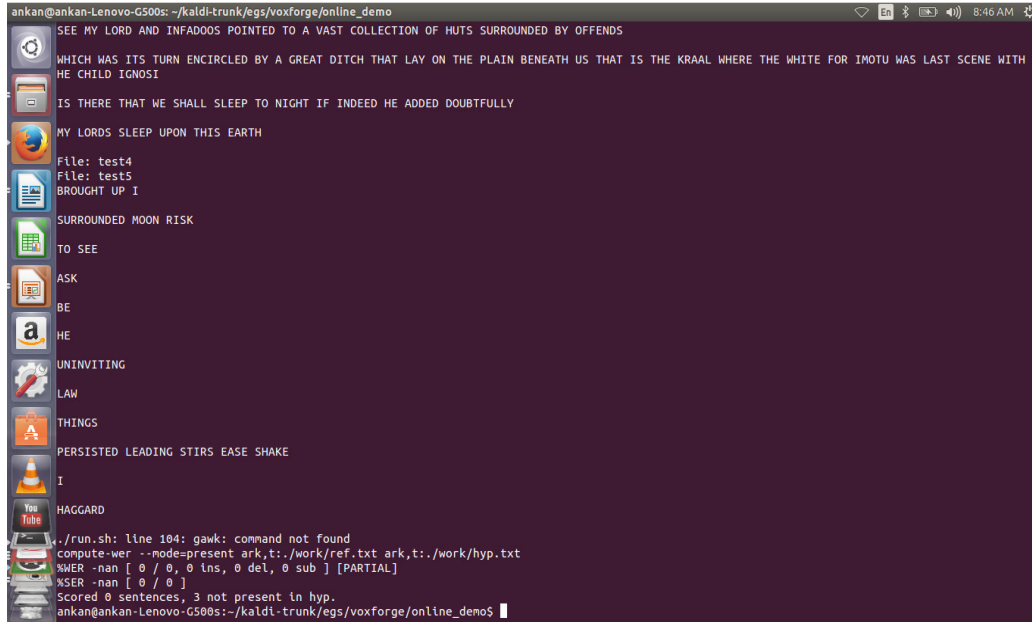 ankan@ankan-Lenovo-G500s: ~/kaldi-trunk/egs/voxforge/online_demo
En
8:46 AM
SEE MY LORD AND INFADOOS POINTED TO A VAST COLLECTION OF HUTS SURROUNDED BY OFFENDS
WHICH WAS ITS TURN ENCIRCLED BY A GREAT DITCH THAT LAY ON THE PLAIN BENEATH US THAT IS THE KRAAL WHERE THE WHITE FOR IMOTU WAS LAST SCENE WITH
HE CHILD IGNOSI
IS THERE THAT WE SHALL SLEEP TO NIGHT IF INDEED HE ADDED DOUBTFULLY
MY LORDS SLEEP UPON THIS EARTH
File: test4
File: test5
BROUGHT UP I
SURROUNDED MOON RISK
TO SEE
ASK
BE
a
HE
UNINVITING
LAW
THINGS
PERSISTED LEADING STIRS EASE SHAKE
I
You
Tube
HAGGARD
./run.sh: line 104: gawk: command not found
compute-wer --mode=present ark,t:./work/ref.txt ark,t:./work/hyp.txt
%WER -nan [ 0 / 0, 0 ins, 0 del, 0 sub ] [PARTIAL]
%SER -nan [ 0 / 0 ]
Scored 0 sentences, 3 not present in hyp.
ankan@ankan-Lenovo-G500s:~/kaldi-trunk/egs/voxforge/online_demo$